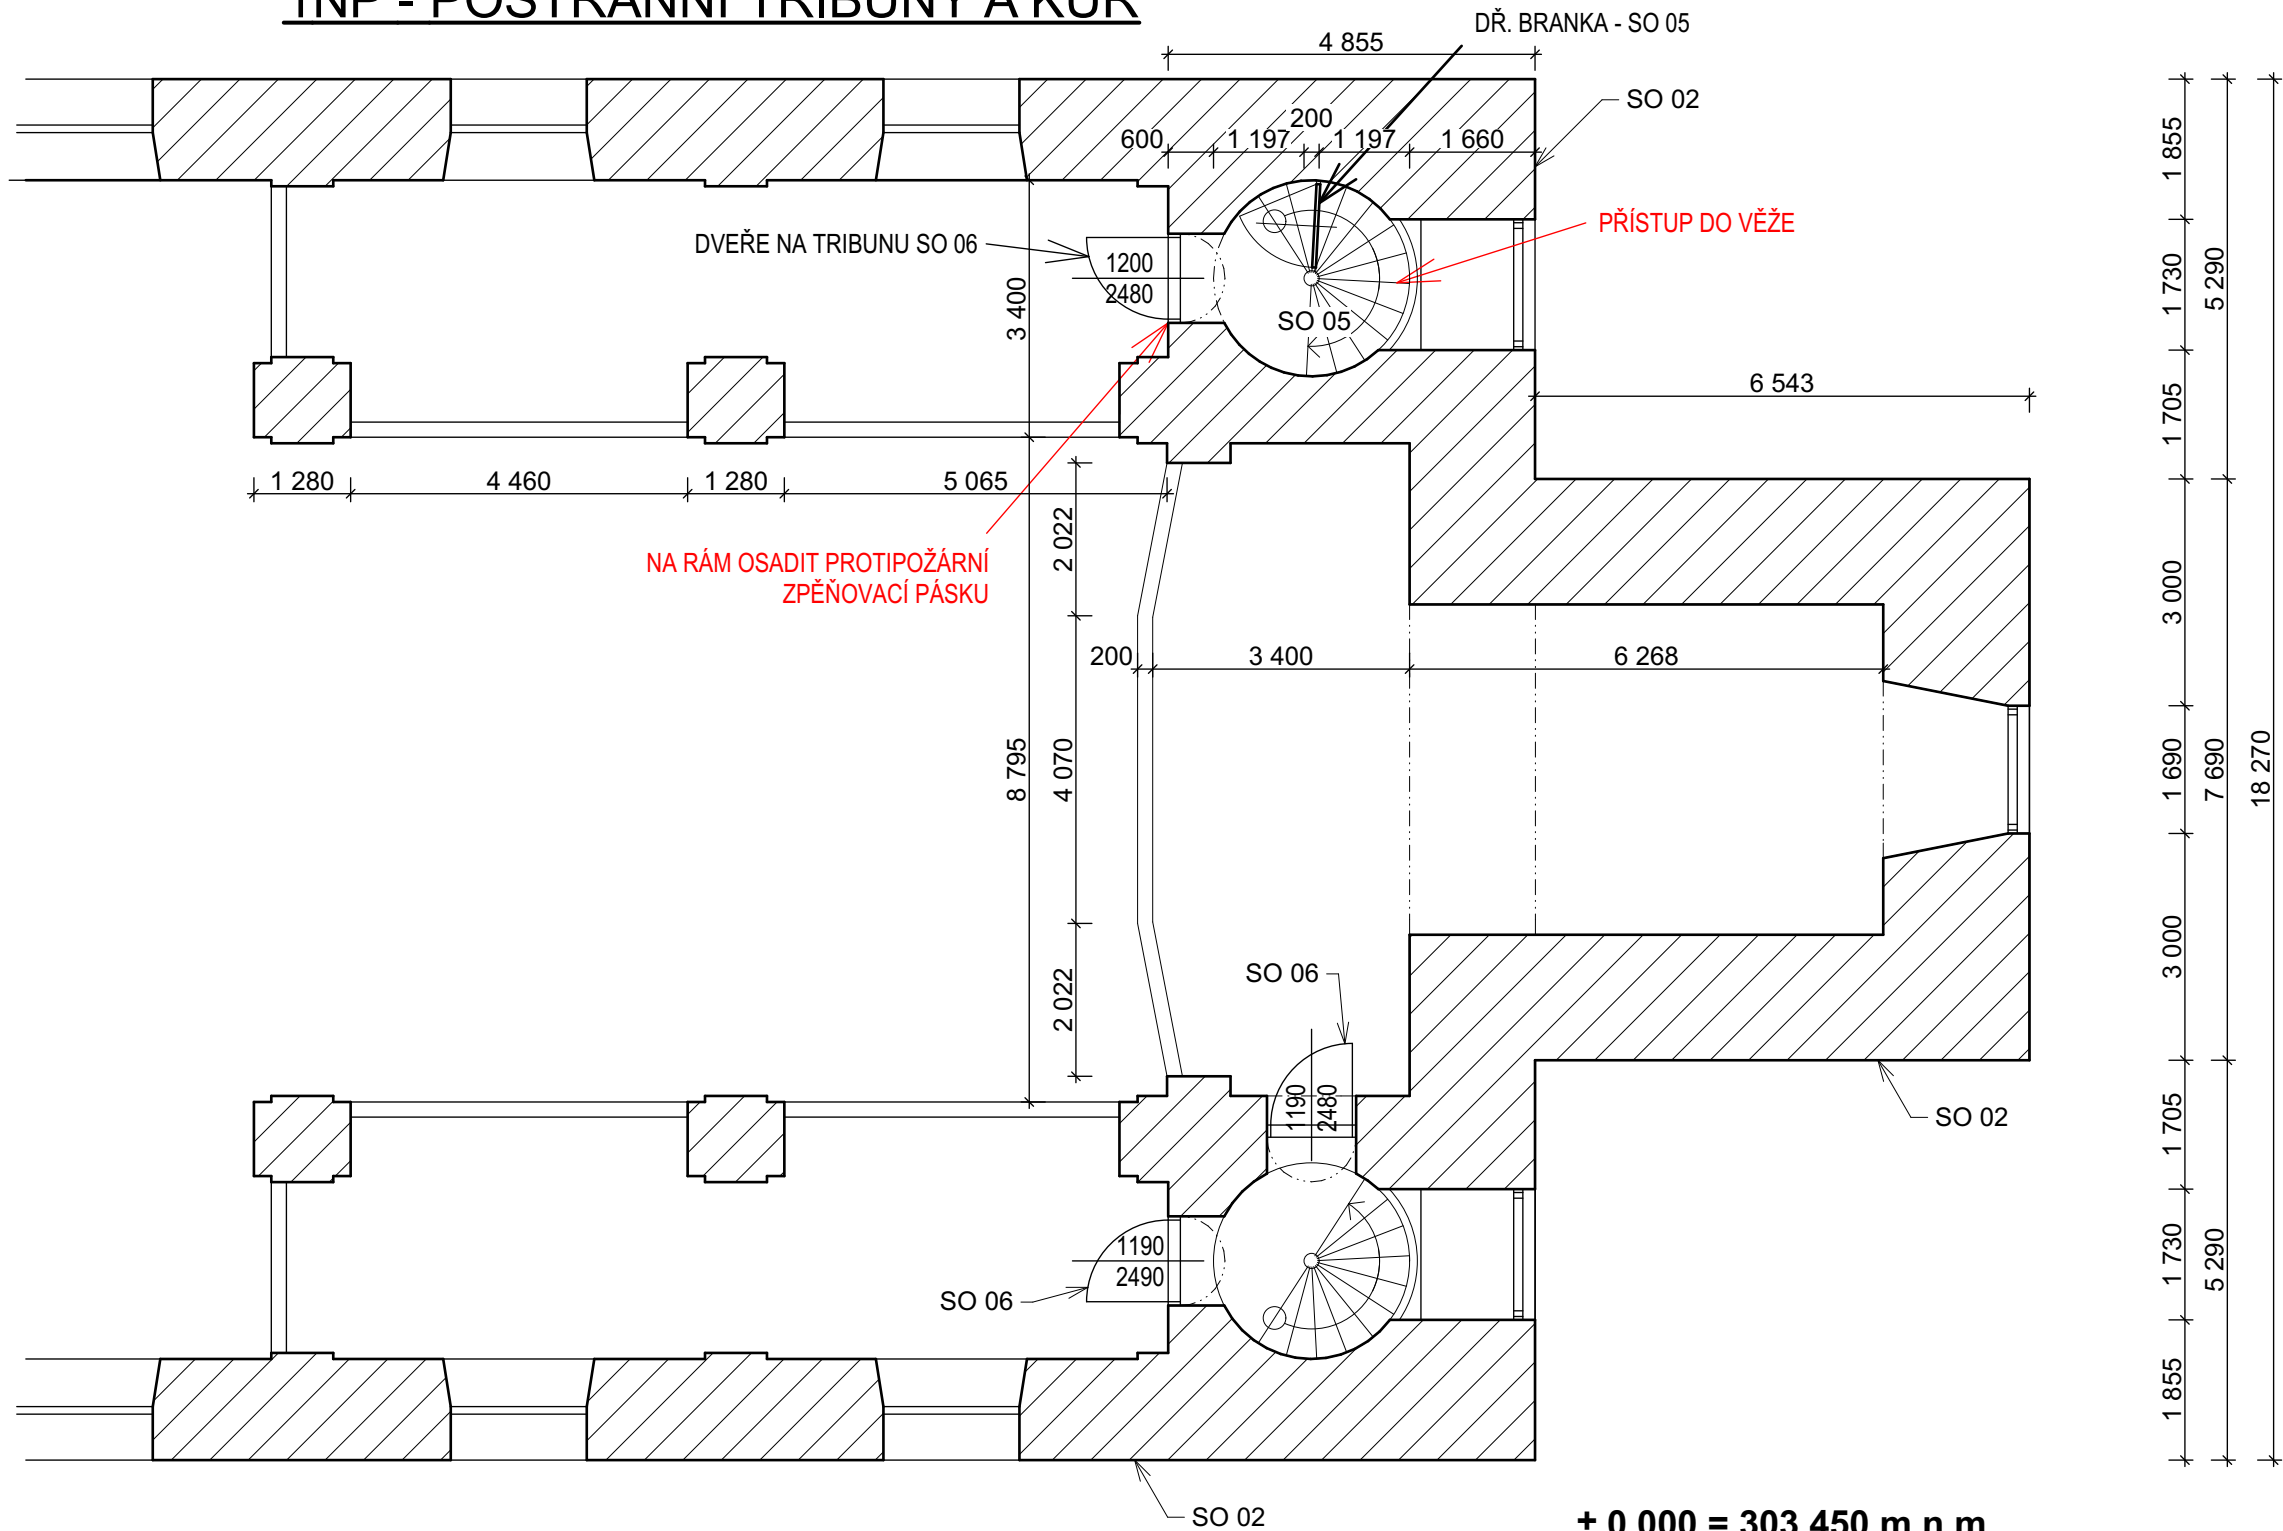 1NP - POSTRANNÍ TRIBUNY A KŮR
DŘ. BRANKA - SO 05
4 855
SO 02
200
600 1 197 1 197 1 660
PŘÍSTUP DO VĚŽE
DVEŘE NA TRIBUNU SO 06
1200
2480
SO 05
3 400
6 543
1 280 4 460 1 280 5 065
NA RÁM OSADIT PROTIPOŽÁRNÍ
ZPĚŇOVACÍ PÁSKU
2 022
200 3 400 6 268
8 795
4 070
2 022
SO 06
1190
2480
SO 02
1190
2490
SO 06
SO 02
1 855
1 730
1 705
3 000
1 690
3 000
1 705
1 730
1 855
5 290
7 690
5 290
18 270
± 0,000 = 303,450 m n.m.